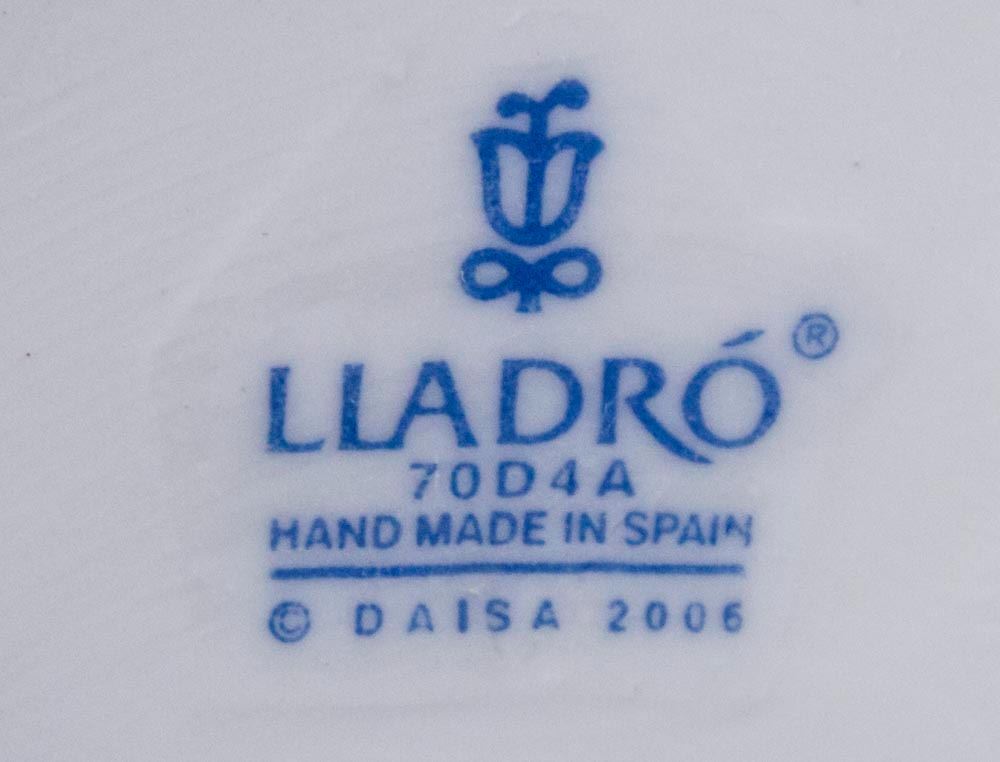 LLADRÓ®
70D4A
HAND MADE IN SPAIN
© DAISA 2006